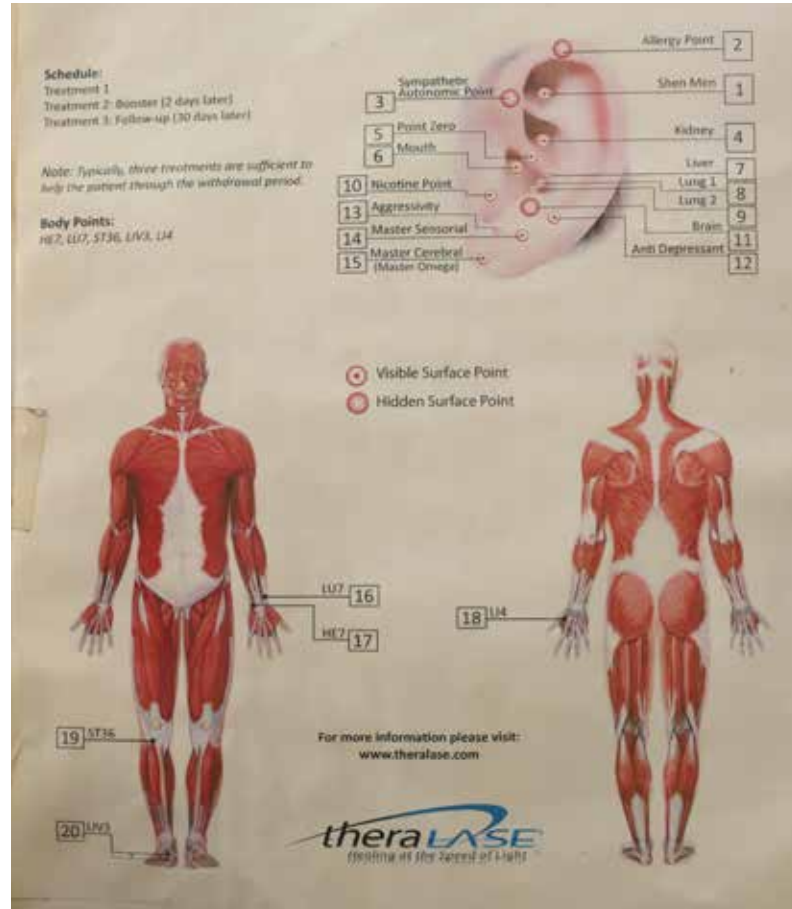 Schedule:
Treatment 1
Treatment 2: Booster (2 days later)
Treatment 3: Follow-up (30 days later)
Note: Typically, three treatments are sufficient to
help the patient through the withdrawal period.
Body Points:
HE7, LU7, ST36, LIV3, LI4
Allergy Point 2
Shen Men 1
Sympathetic
Autonomic Point
3
Kidney 4
5 Point Zero
6 Mouth
Liver 7
Lung 1 8
Lung 2 9
10 Nicotine Point
Brain 11
13 Aggressivity
Anti Depressant 12
14 Master Sensorial
15 Master Cerebral
(Master Omega)
Visible Surface Point
Hidden Surface Point
LU7 16
HE7 17
18 LI4
19 ST36
20 LIV3
For more information please visit:
www.theralase.com
theraLASE
Healing at the Speed of Light